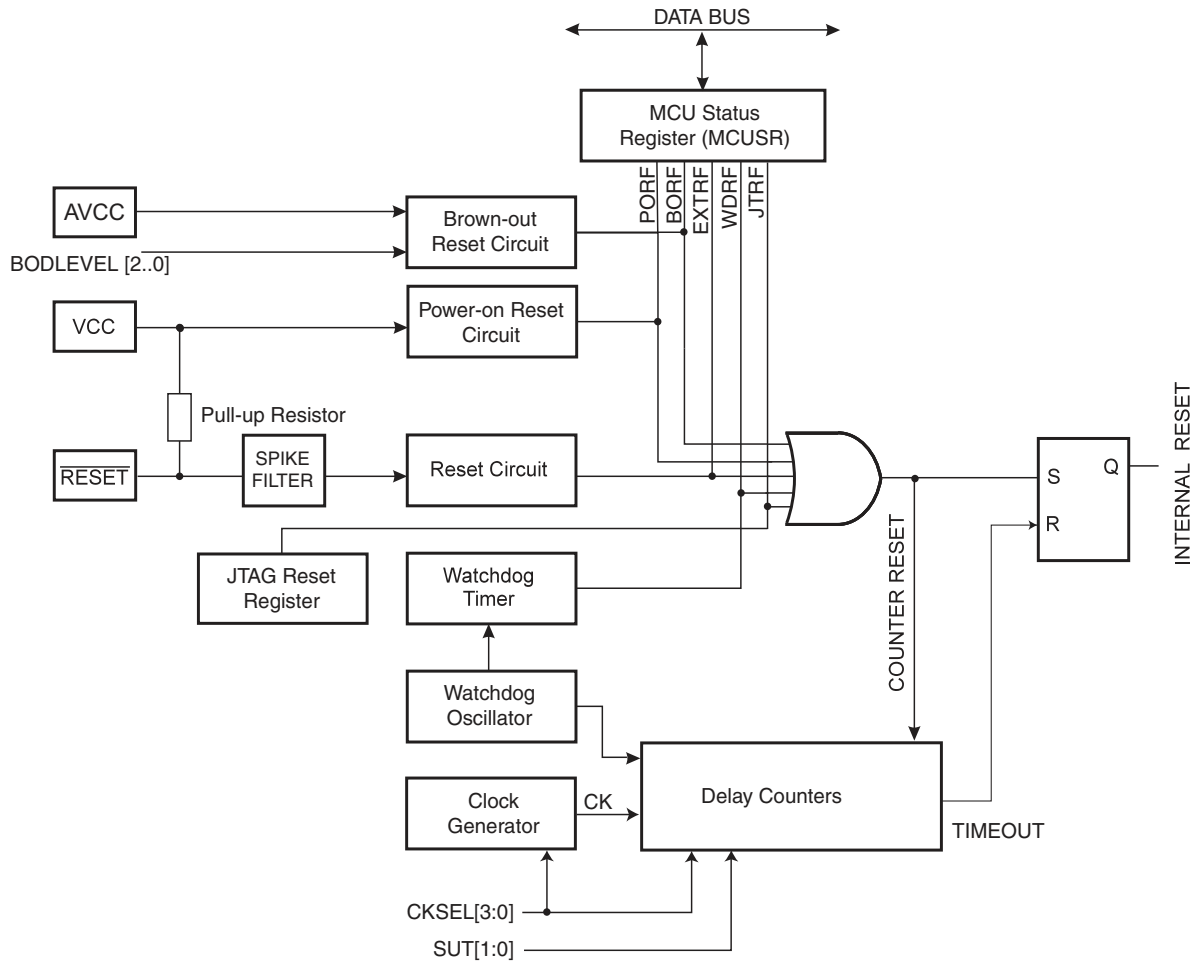 DATA BUS
MCU Status
Register (MCUSR)
PORF
BORF
EXTRF
WDRF
JTRF
AVCC
BODLEVEL [2..0]
Brown-out
Reset Circuit
VCC
Power-on Reset
Circuit
Pull-up Resistor
RESET
SPIKE
FILTER
Reset Circuit
JTAG Reset
Register
Watchdog
Timer
Watchdog
Oscillator
Clock
Generator
CK
Delay Counters
COUNTER RESET
S
Q
R
INTERNAL RESET
TIMEOUT
CKSEL[3:0]
SUT[1:0]